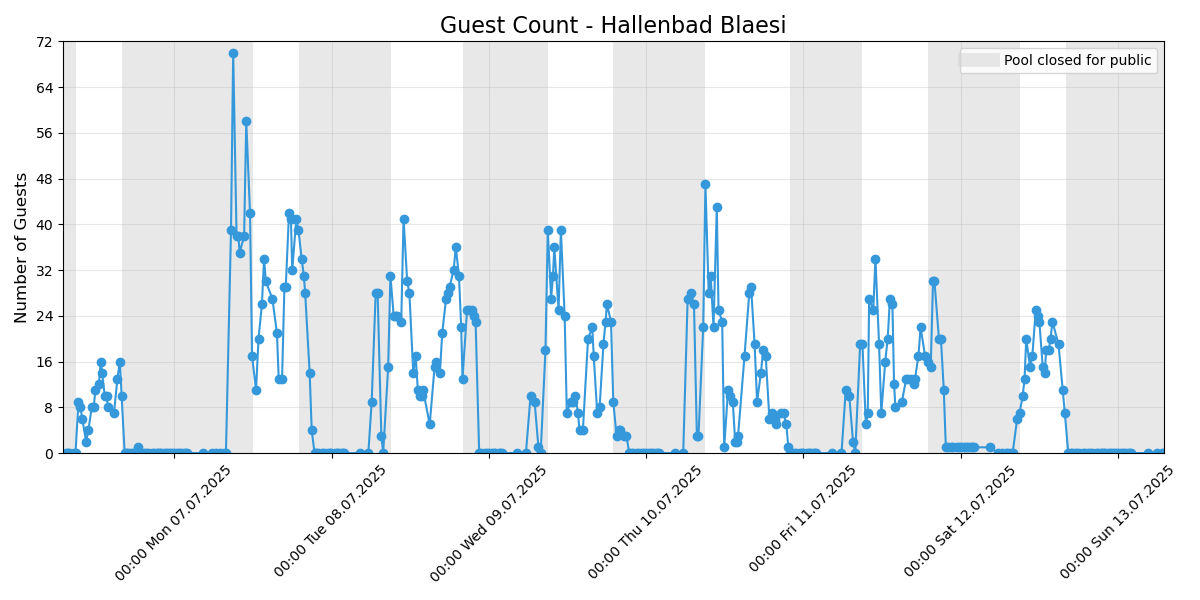 Guest Count - Hallenbad Blaesi
Pool closed for public
Number of Guests
72
64
56
48
40
32
24
16
8
0
00:00 Mon 07.07.2025
00:00 Tue 08.07.2025
00:00 Wed 09.07.2025
00:00 Thu 10.07.2025
00:00 Fri 11.07.2025
00:00 Sat 12.07.2025
00:00 Sun 13.07.2025